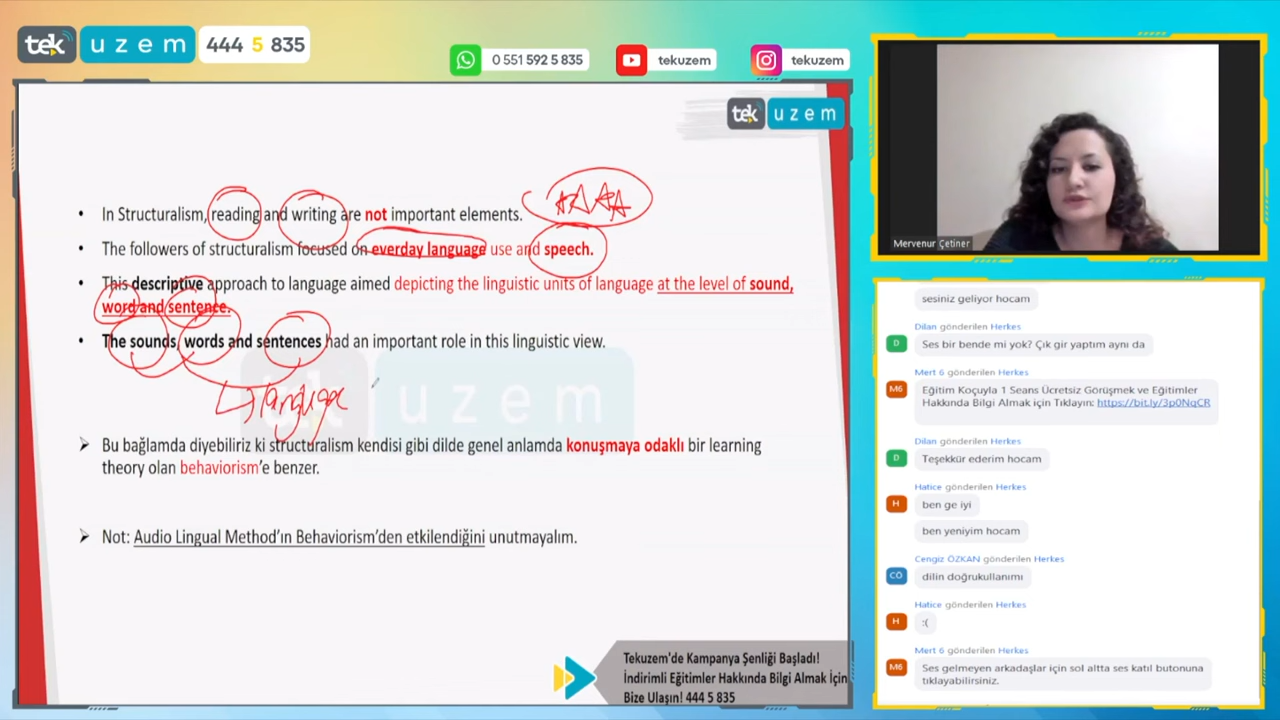 tek uzem 444 5 835
0 551 592 5 835
tekuzem
tekuzem
tek uzem
• In Structuralism, reading and writing are not important elements.
• The followers of structuralism focused on everday language use and speech.
• This descriptive approach to language aimed depicting the linguistic units of language at the level of sound,
word and sentence.
• The sounds, words and sentences had an important role in this linguistic view.
language
tek uzem
➢ Bu bağlamda diyebiliriz ki structuralism kendisi gibi dilde genel anlamda konuşmaya odaklı bir learning
theory olan behaviorism'e benzer.
➢ Not: Audio Lingual Method'ın Behaviorism'den etkilendiğini unutmayalım.
Tekuzem'de Kampanya Şenliği Başladı!
İndirimli Eğitimler Hakkında Bilgi Almak İçin
Bize Ulaşın! 444 5 835
Mervenur Çetiner
sesiniz geliyor hocam
Dilan gönderilen Herkes
D
Ses bir bende mi yok? Çık gir yaptım aynı da
Mert 6 gönderilen Herkes
M6
Eğitim Koçuyla 1 Seans Ücretsiz Görüşmek ve Eğitimler
Hakkında Bilgi Almak için Tıklayın: https://bit.ly/3p0NqCR
Dilan gönderilen Herkes
D
Teşekkür ederim hocam
Hatice gönderilen Herkes
H
ben ge iyi
ben yeniyim hocam
Cengiz ÖZKAN gönderilen Herkes
CÖ
dilin doğrukullanımı
Hatice gönderilen Herkes
H
:(
Mert 6 gönderilen Herkes
M6
Ses gelmeyen arkadaşlar için sol altta ses katıl butonuna
tıklayabilirsiniz.